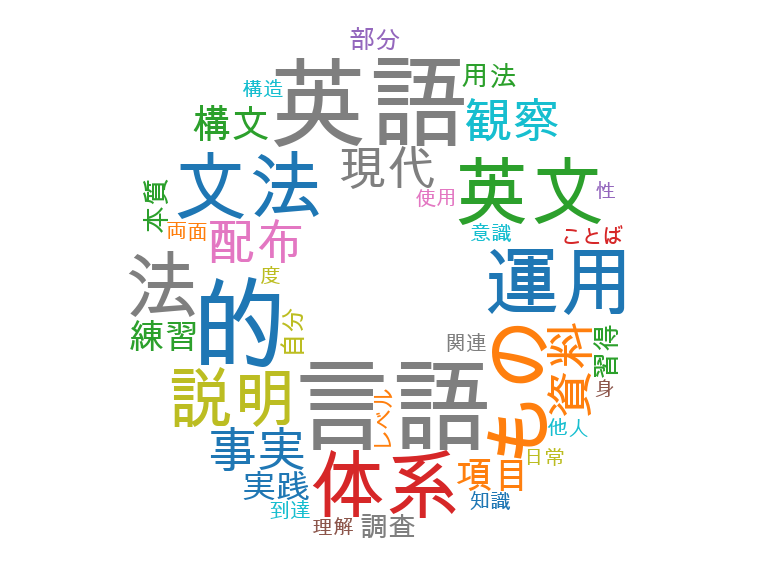 部分
英語
用法
構造
構文
観察
現代
文法
英文
本質
使用
性
両面
配布
意識
ことば
法
運用
度
的
練習
自分
関連
もの
資料
習得
説明
言語
レベル
身
他人
事実
体系
項目
日常
実践
知識
到達
理解
調査